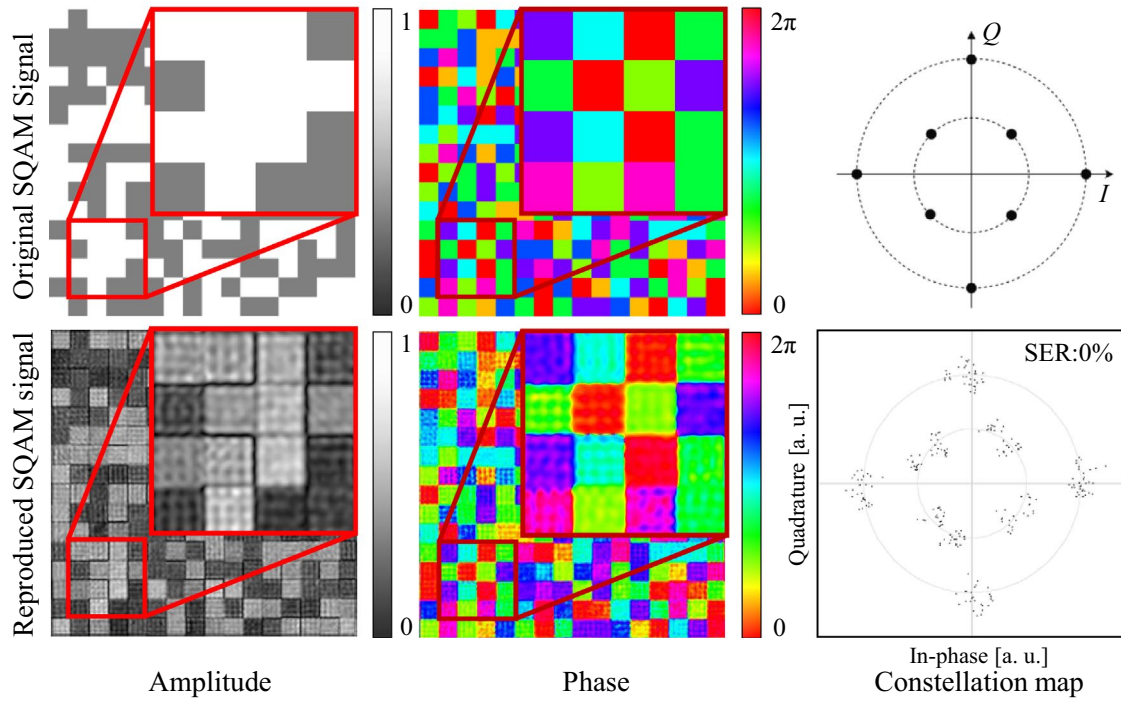 Original SQAM Signal
1
0
2π
0
Q
I
Reproduced SQAM signal
1
0
2π
0
SER:0%
Quadrature [a. u.]
In-phase [a. u.]
Amplitude
Phase
Constellation map